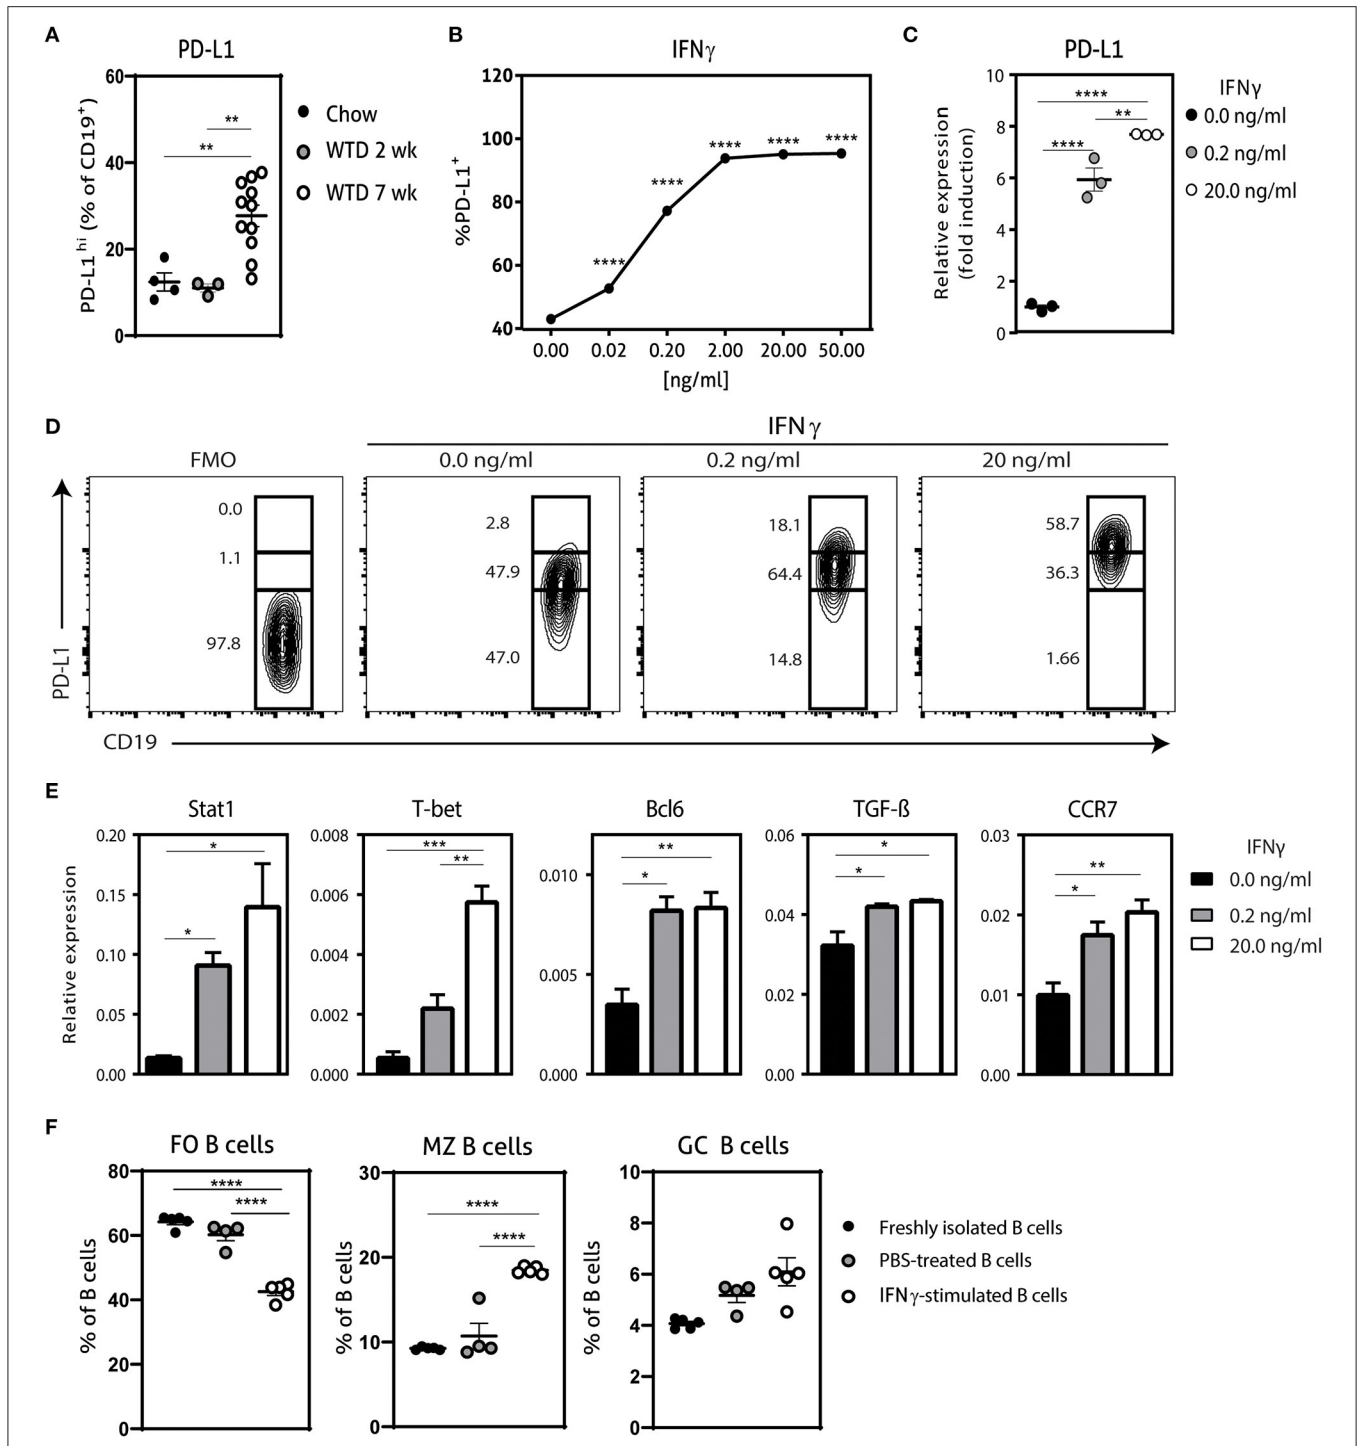 A
PD-L1
PD-L1 hi (% of CD19+)
60
40
20
0
**
**
Chow
WTD 2 wk
WTD 7 wk
B
IFNγ
%PD-L1+
120
100
80
60
40
****
****
****
****
****
0.00 0.02 0.20 2.00 20.00 50.00
[ng/ml]
C
PD-L1
Relative expression
(fold induction)
10
8
6
4
2
0
****
**
****
IFNγ
0.0 ng/ml
0.2 ng/ml
20.0 ng/ml
D
IFN γ
FMO 0.0 ng/ml 0.2 ng/ml 20 ng/ml
0.0
1.1
97.8
2.8
47.9
47.0
18.1
64.4
14.8
58.7
36.3
1.66
PD-L1
CD19
E
Relative expression
Stat1
0.20
0.15
0.10
0.05
0.00
*
*
T-bet
0.008
0.006
0.004
0.002
0.000
***
**
Bcl6
0.010
0.005
0.000
**
*
TGF-ß
0.06
0.04
0.02
0.00
*
*
CCR7
0.03
0.02
0.01
0.00
**
*
IFNγ
0.0 ng/ml
0.2 ng/ml
20.0 ng/ml
F
FO B cells
% of B cells
80
60
40
20
0
****
****
MZ B cells
% of B cells
30
20
10
0
****
****
GC B cells
% of B cells
10
8
6
4
2
0
Freshly isolated B cells
PBS-treated B cells
IFNγ-stimulated B cells